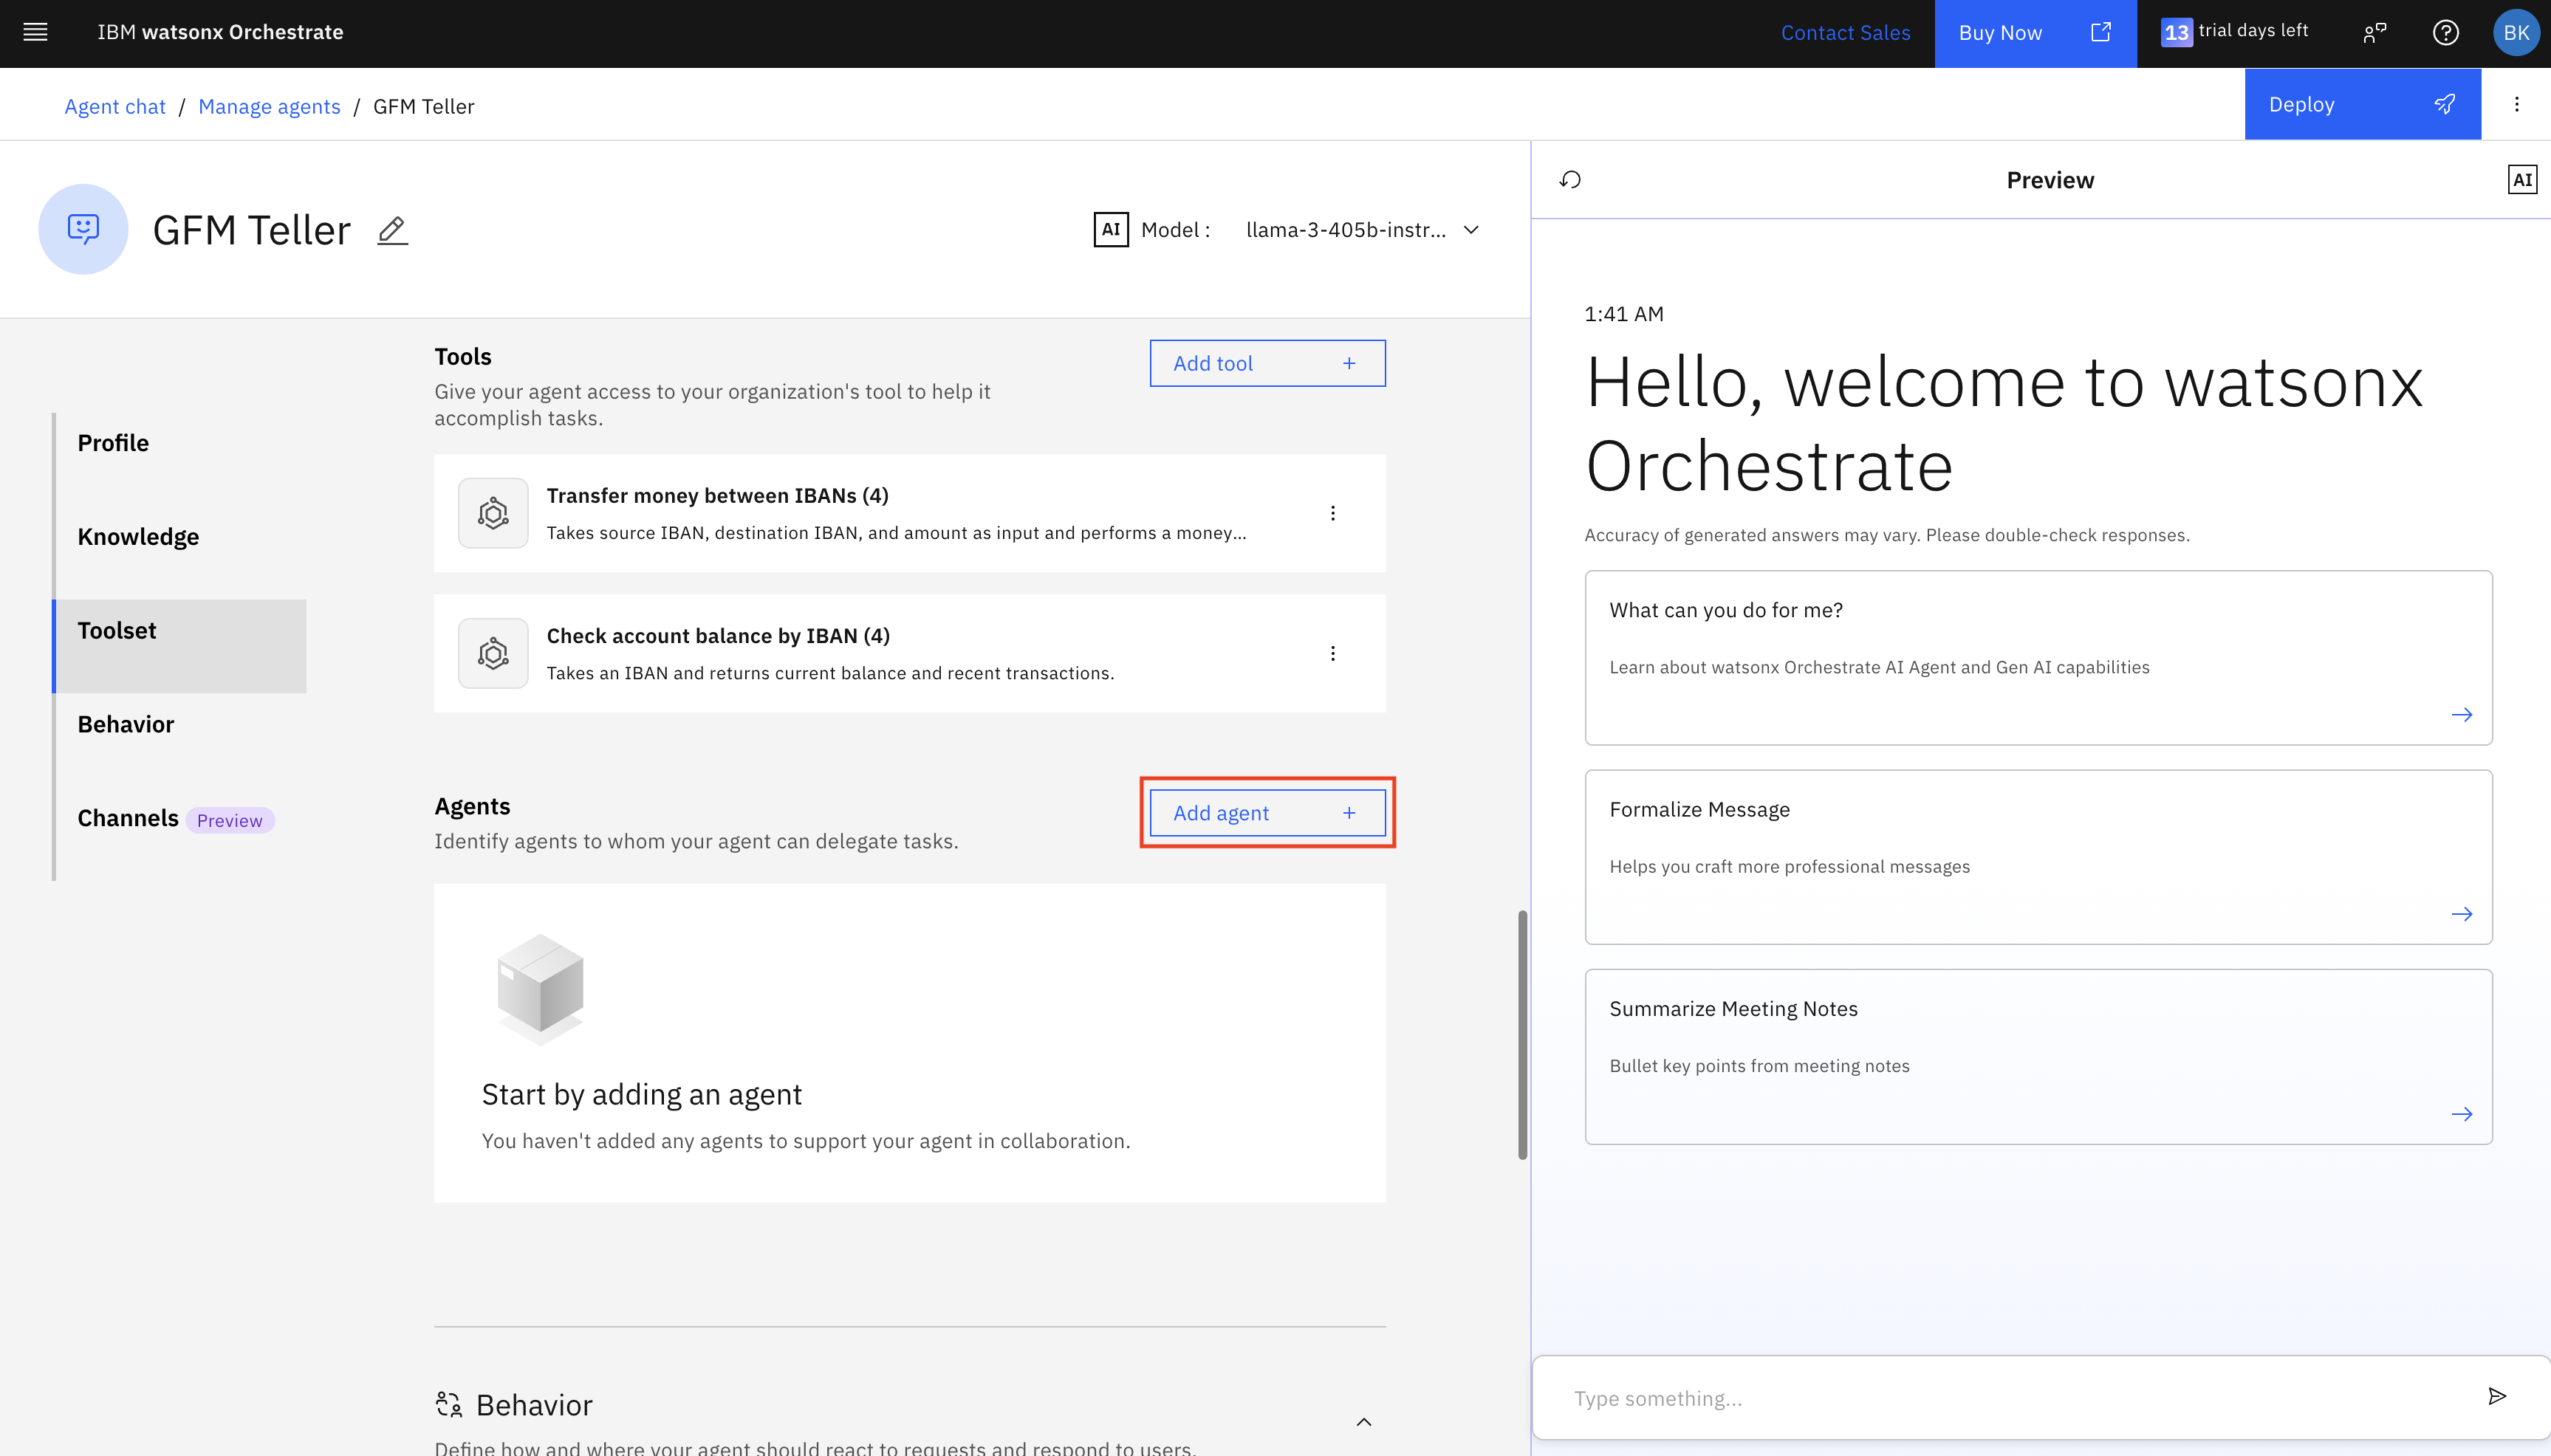 IBM watsonx Orchestrate
Contact Sales
Buy Now
13 trial days left
BK
Agent chat / Manage agents / GFM Teller
Deploy
GFM Teller
AI Model : llama-3-405b-instr...
Profile
Knowledge
Toolset
Behavior
Channels Preview
Tools
Give your agent access to your organization's tool to help it
accomplish tasks.
Add tool +
Transfer money between IBANs (4)
Takes source IBAN, destination IBAN, and amount as input and performs a money...
Check account balance by IBAN (4)
Takes an IBAN and returns current balance and recent transactions.
Agents
Identify agents to whom your agent can delegate tasks.
Add agent +
Start by adding an agent
You haven't added any agents to support your agent in collaboration.
Behavior
Define how and where your agent should react to requests and respond to users.
Preview
AI
1:41 AM
Hello, welcome to watsonx
Orchestrate
Accuracy of generated answers may vary. Please double-check responses.
What can you do for me?
Learn about watsonx Orchestrate AI Agent and Gen AI capabilities
Formalize Message
Helps you craft more professional messages
Summarize Meeting Notes
Bullet key points from meeting notes
Type something...